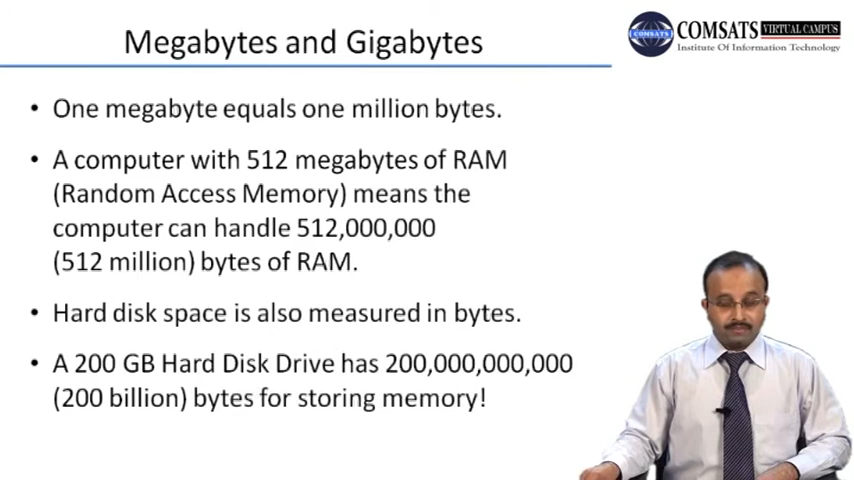 Megabytes and Gigabytes
COMSATS VIRTUAL CAMPUS
Institute Of Information Technology
COMSATS
• One megabyte equals one million bytes.
• A computer with 512 megabytes of RAM
(Random Access Memory) means the
computer can handle 512,000,000
(512 million) bytes of RAM.
• Hard disk space is also measured in bytes.
• A 200 GB Hard Disk Drive has 200,000,000,000
(200 billion) bytes for storing memory!